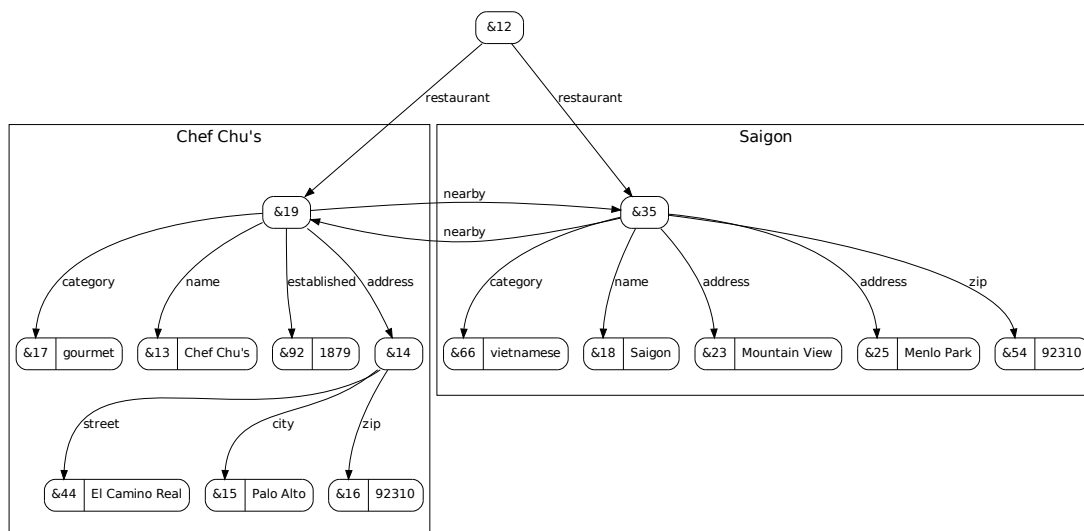 &12
restaurant
restaurant
Chef Chu's
Saigon
nearby
&19
&35
nearby
category
name
established
address
category
name
address
address
zip
&17 gourmet
&13 Chef Chu's
&92 1879
&14
&66 vietnamese
&18 Saigon
&23 Mountain View
&25 Menlo Park
&54 92310
street
city
zip
&44 El Camino Real
&15 Palo Alto
&16 92310